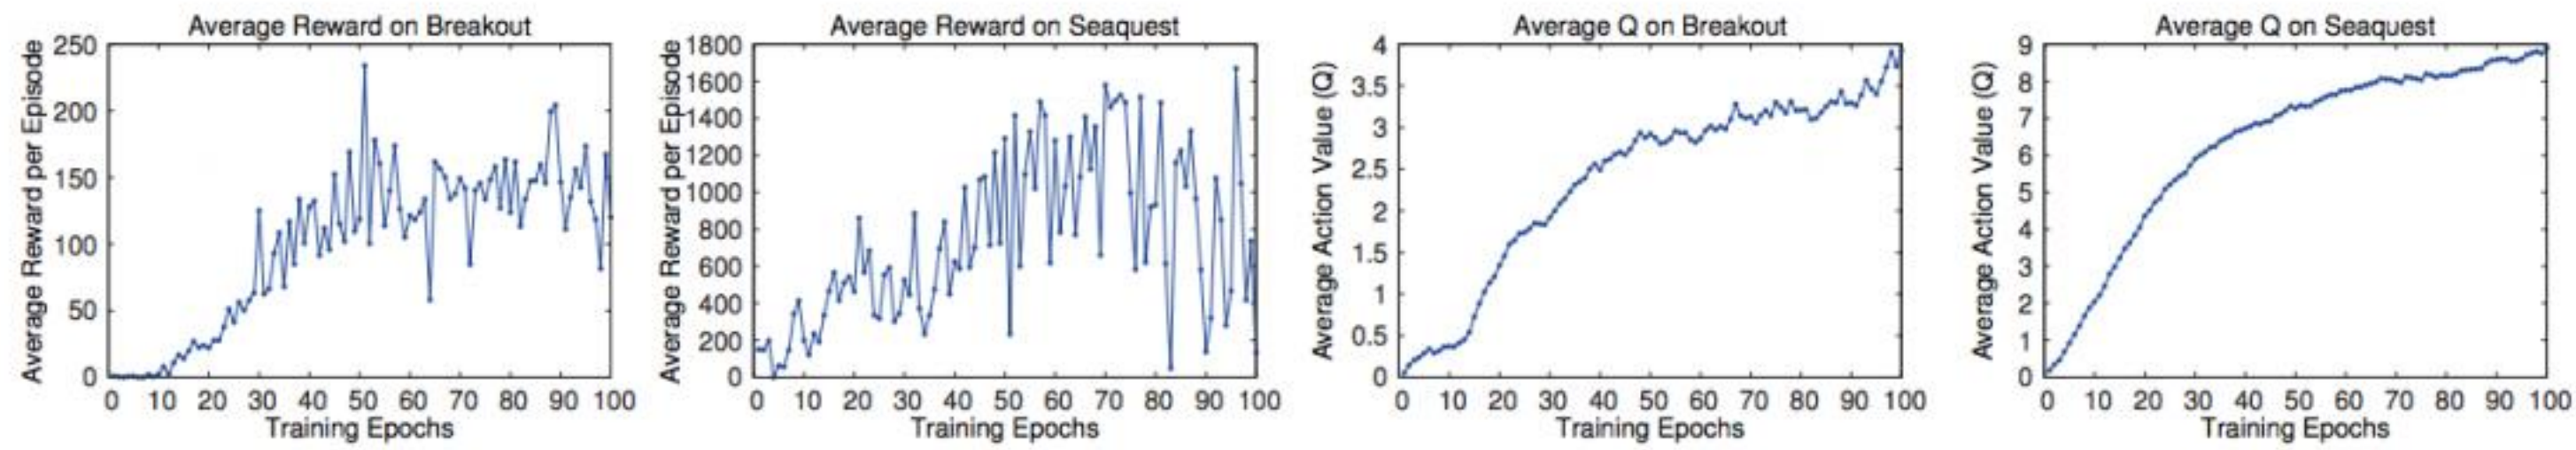 Average Reward on Breakout
Average Reward per Episode
250
200
150
100
50
0
0 10 20 30 40 50 60 70 80 90 100
Training Epochs
Average Reward on Seaquest
Average Reward per Episode
1800
1600
1400
1200
1000
800
600
400
200
0
0 10 20 30 40 50 60 70 80 90 100
Training Epochs
Average Q on Breakout
Average Action Value (Q)
4
3.5
3
2.5
2
1.5
1
0.5
0
0 10 20 30 40 50 60 70 80 90 100
Training Epochs
Average Q on Seaquest
Average Action Value (Q)
9
8
7
6
5
4
3
2
1
0
0 10 20 30 40 50 60 70 80 90 100
Training Epochs